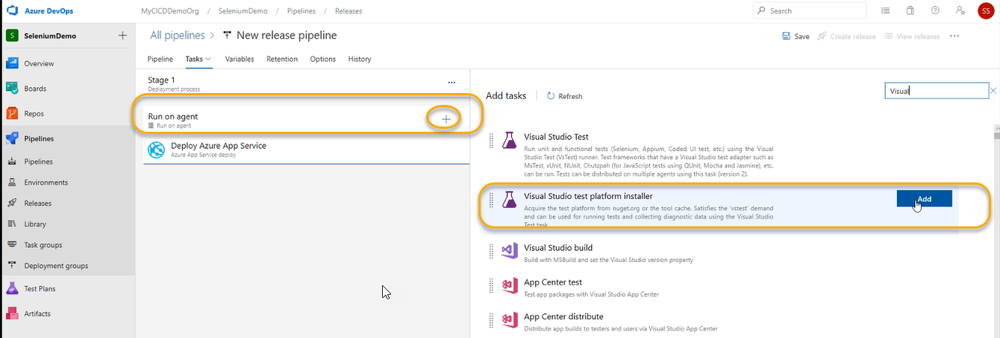 Azure DevOps
MyCICDDemoOrg / SeleniumDemo / Pipelines / Releases
Search
SS
S SeleniumDemo
All pipelines > New release pipeline
Save Create release View releases ...
Pipeline Tasks Variables Retention Options History
Overview
Boards
Repos
Pipelines
Pipelines
Environments
Releases
Library
Task groups
Deployment groups
Test Plans
Artifacts
Stage 1
Deployment process
Run on agent
Run on agent
Deploy Azure App Service
Azure App Service deploy
Add tasks Refresh
Visual
Visual Studio Test
Run unit and functional tests (Selenium, Appium, Coded UI test, etc.) using the Visual
Studio Test (VsTest) runner. Test frameworks that have a Visual Studio test adapter such as
MsTest, xUnit, NUnit, Chutzpah (for JavaScript tests using QUnit, Mocha and Jasmine), etc.
can be run. Tests can be distributed on multiple agents using this task (version 2).
Visual Studio test platform installer
Acquire the test platform from nuget.org or the tool cache. Satisfies the 'vstest' demand
and can be used for running tests and collecting diagnostic data using the Visual Studio
Test task.
Add
Visual Studio build
Build with MSBuild and set the Visual Studio version property
App Center test
Test app packages with Visual Studio App Center
App Center distribute
Distribute app builds to testers and users via Visual Studio App Center